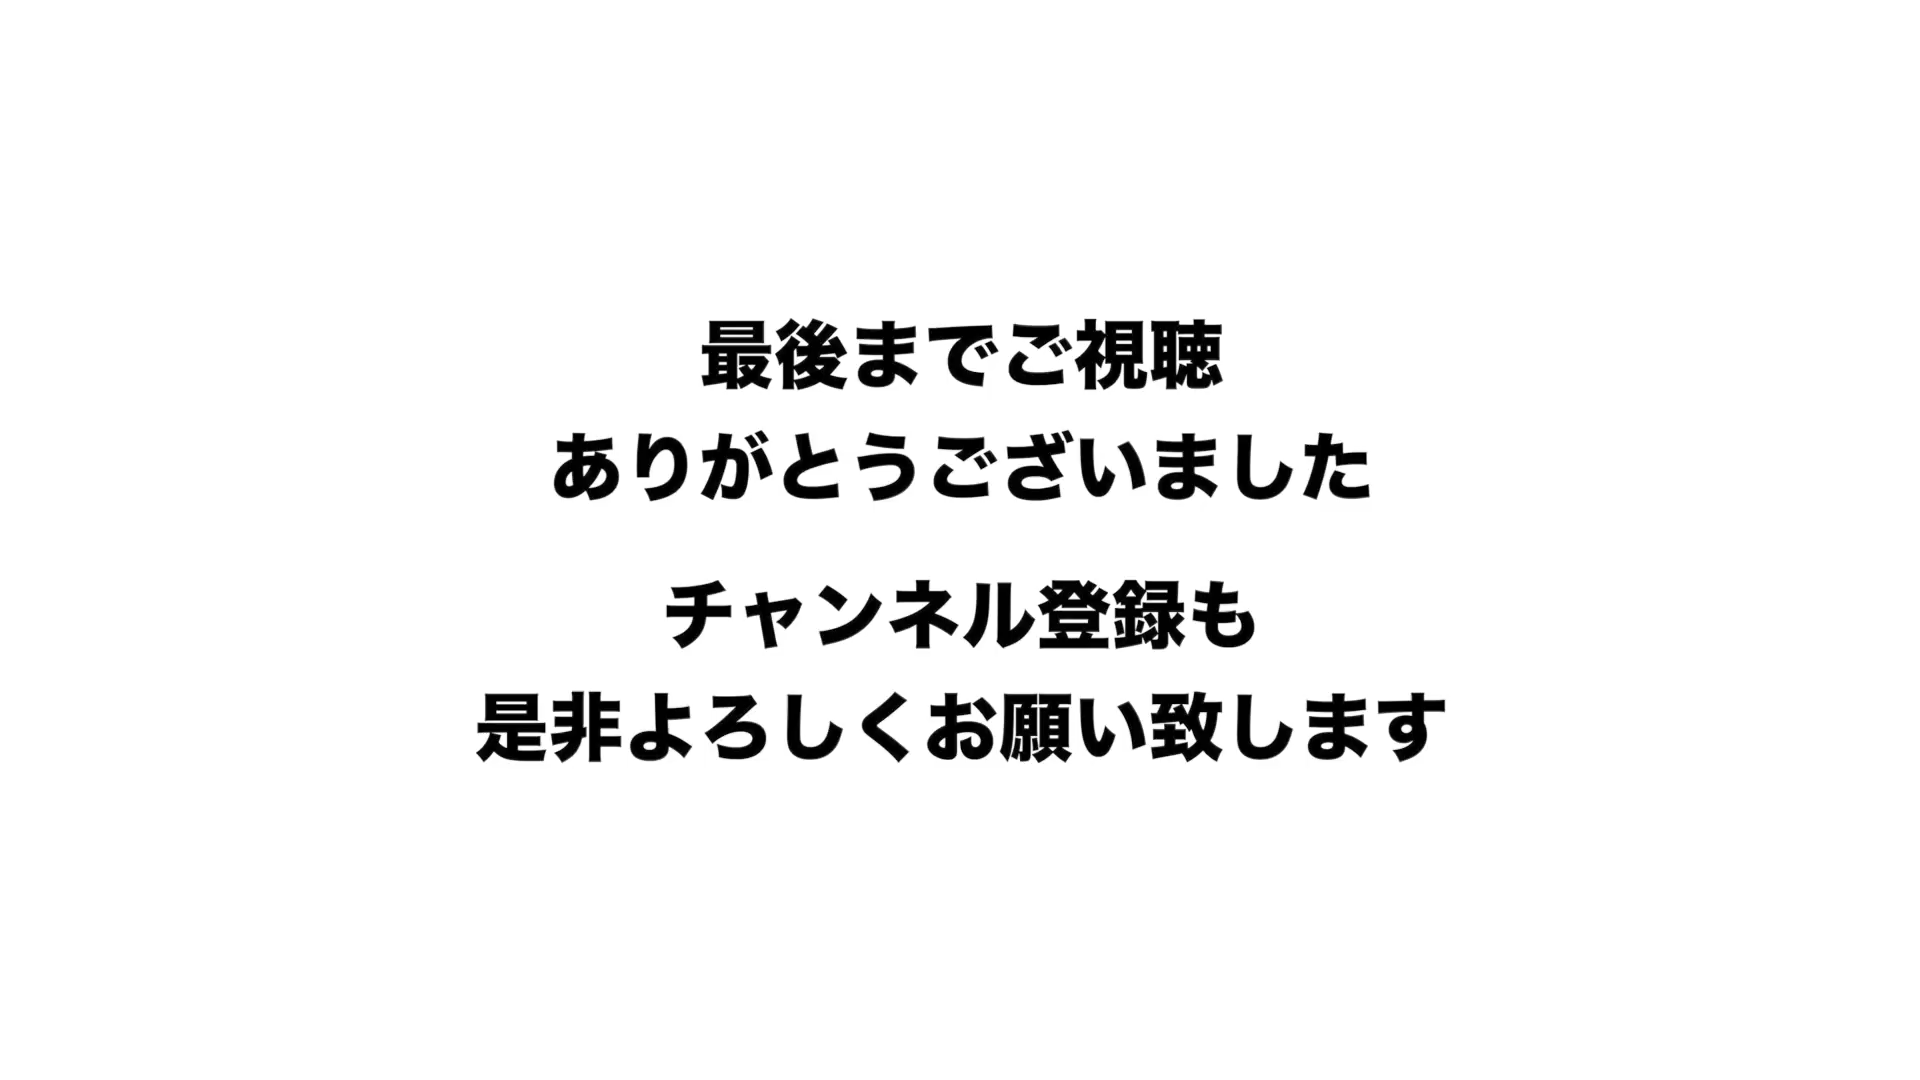 最後までご視聴
ありがとうございました
チャンネル登録も
是非よろしくお願い致します